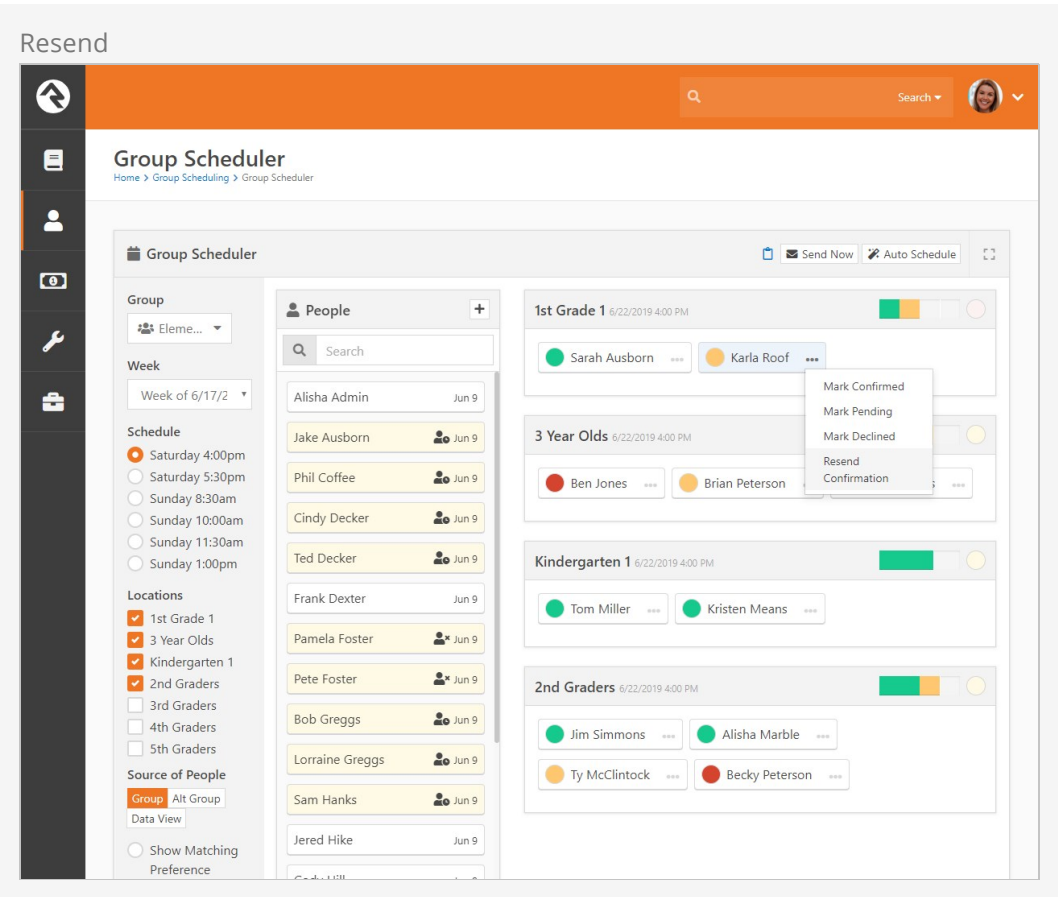 Resend
Search
Group Scheduler
Home > Group Scheduling > Group Scheduler
Group Scheduler
Send Now
Auto Schedule
Group
Eleme...
Week
Week of 6/17/2
Schedule
Saturday 4:00pm
Saturday 5:30pm
Sunday 8:30am
Sunday 10:00am
Sunday 11:30am
Sunday 1:00pm
Locations
1st Grade 1
3 Year Olds
Kindergarten 1
2nd Graders
3rd Graders
4th Graders
5th Graders
Source of People
Group Alt Group
Data View
Show Matching
Preference
People
Search
Alisha Admin Jun 9
Jake Ausborn Jun 9
Phil Coffee Jun 9
Cindy Decker Jun 9
Ted Decker Jun 9
Frank Dexter Jun 9
Pamela Foster Jun 9
Pete Foster Jun 9
Bob Greggs Jun 9
Lorraine Greggs Jun 9
Sam Hanks Jun 9
Jered Hike Jun 9
1st Grade 1 6/22/2019 4:00 PM
Sarah Ausborn
Karla Roof
Mark Confirmed
Mark Pending
Mark Declined
Resend
Confirmation
3 Year Olds 6/22/2019 4:00 PM
Ben Jones
Brian Peterson
Kindergarten 1 6/22/2019 4:00 PM
Tom Miller
Kristen Means
2nd Graders 6/22/2019 4:00 PM
Jim Simmons
Alisha Marble
Ty McClintock
Becky Peterson